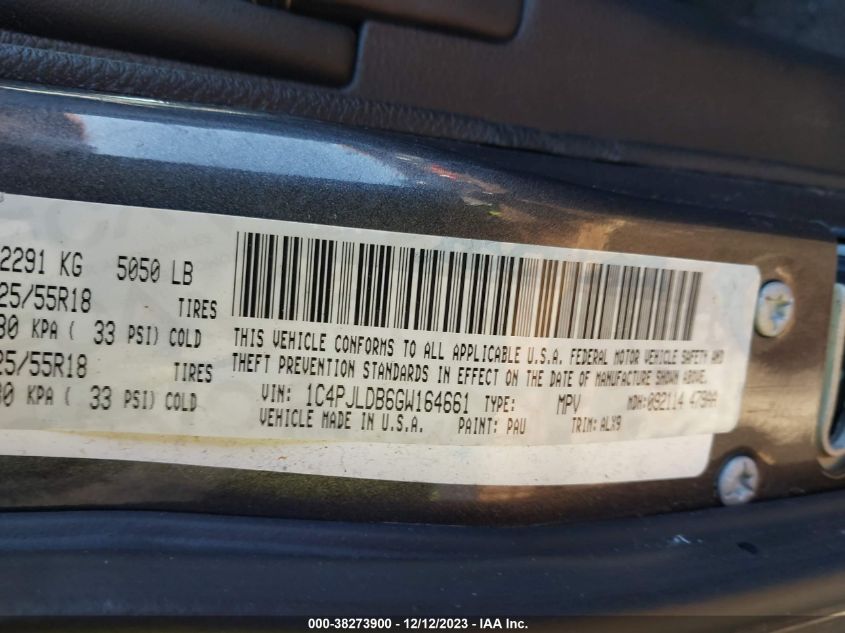 2291 KG 5050 LB
25/55R18 TIRES
30 KPA ( 33 PSI) COLD
25/55R18 TIRES
30 KPA ( 33 PSI) COLD
THIS VEHICLE CONFORMS TO ALL APPLICABLE U.S.A. FEDERAL MOTOR VEHICLE SAFETY AND
THEFT PREVENTION STANDARDS IN EFFECT ON THE DATE OF MANUFACTURE SHOWN ABOVE.
VIN: 1C4PJLDB6GW164661 TYPE: MPV MDH: 092114 479AA
VEHICLE MADE IN U.S.A. PAINT: PAU TRIM: ALX9
000-38273900 - 12/12/2023 - IAA Inc.